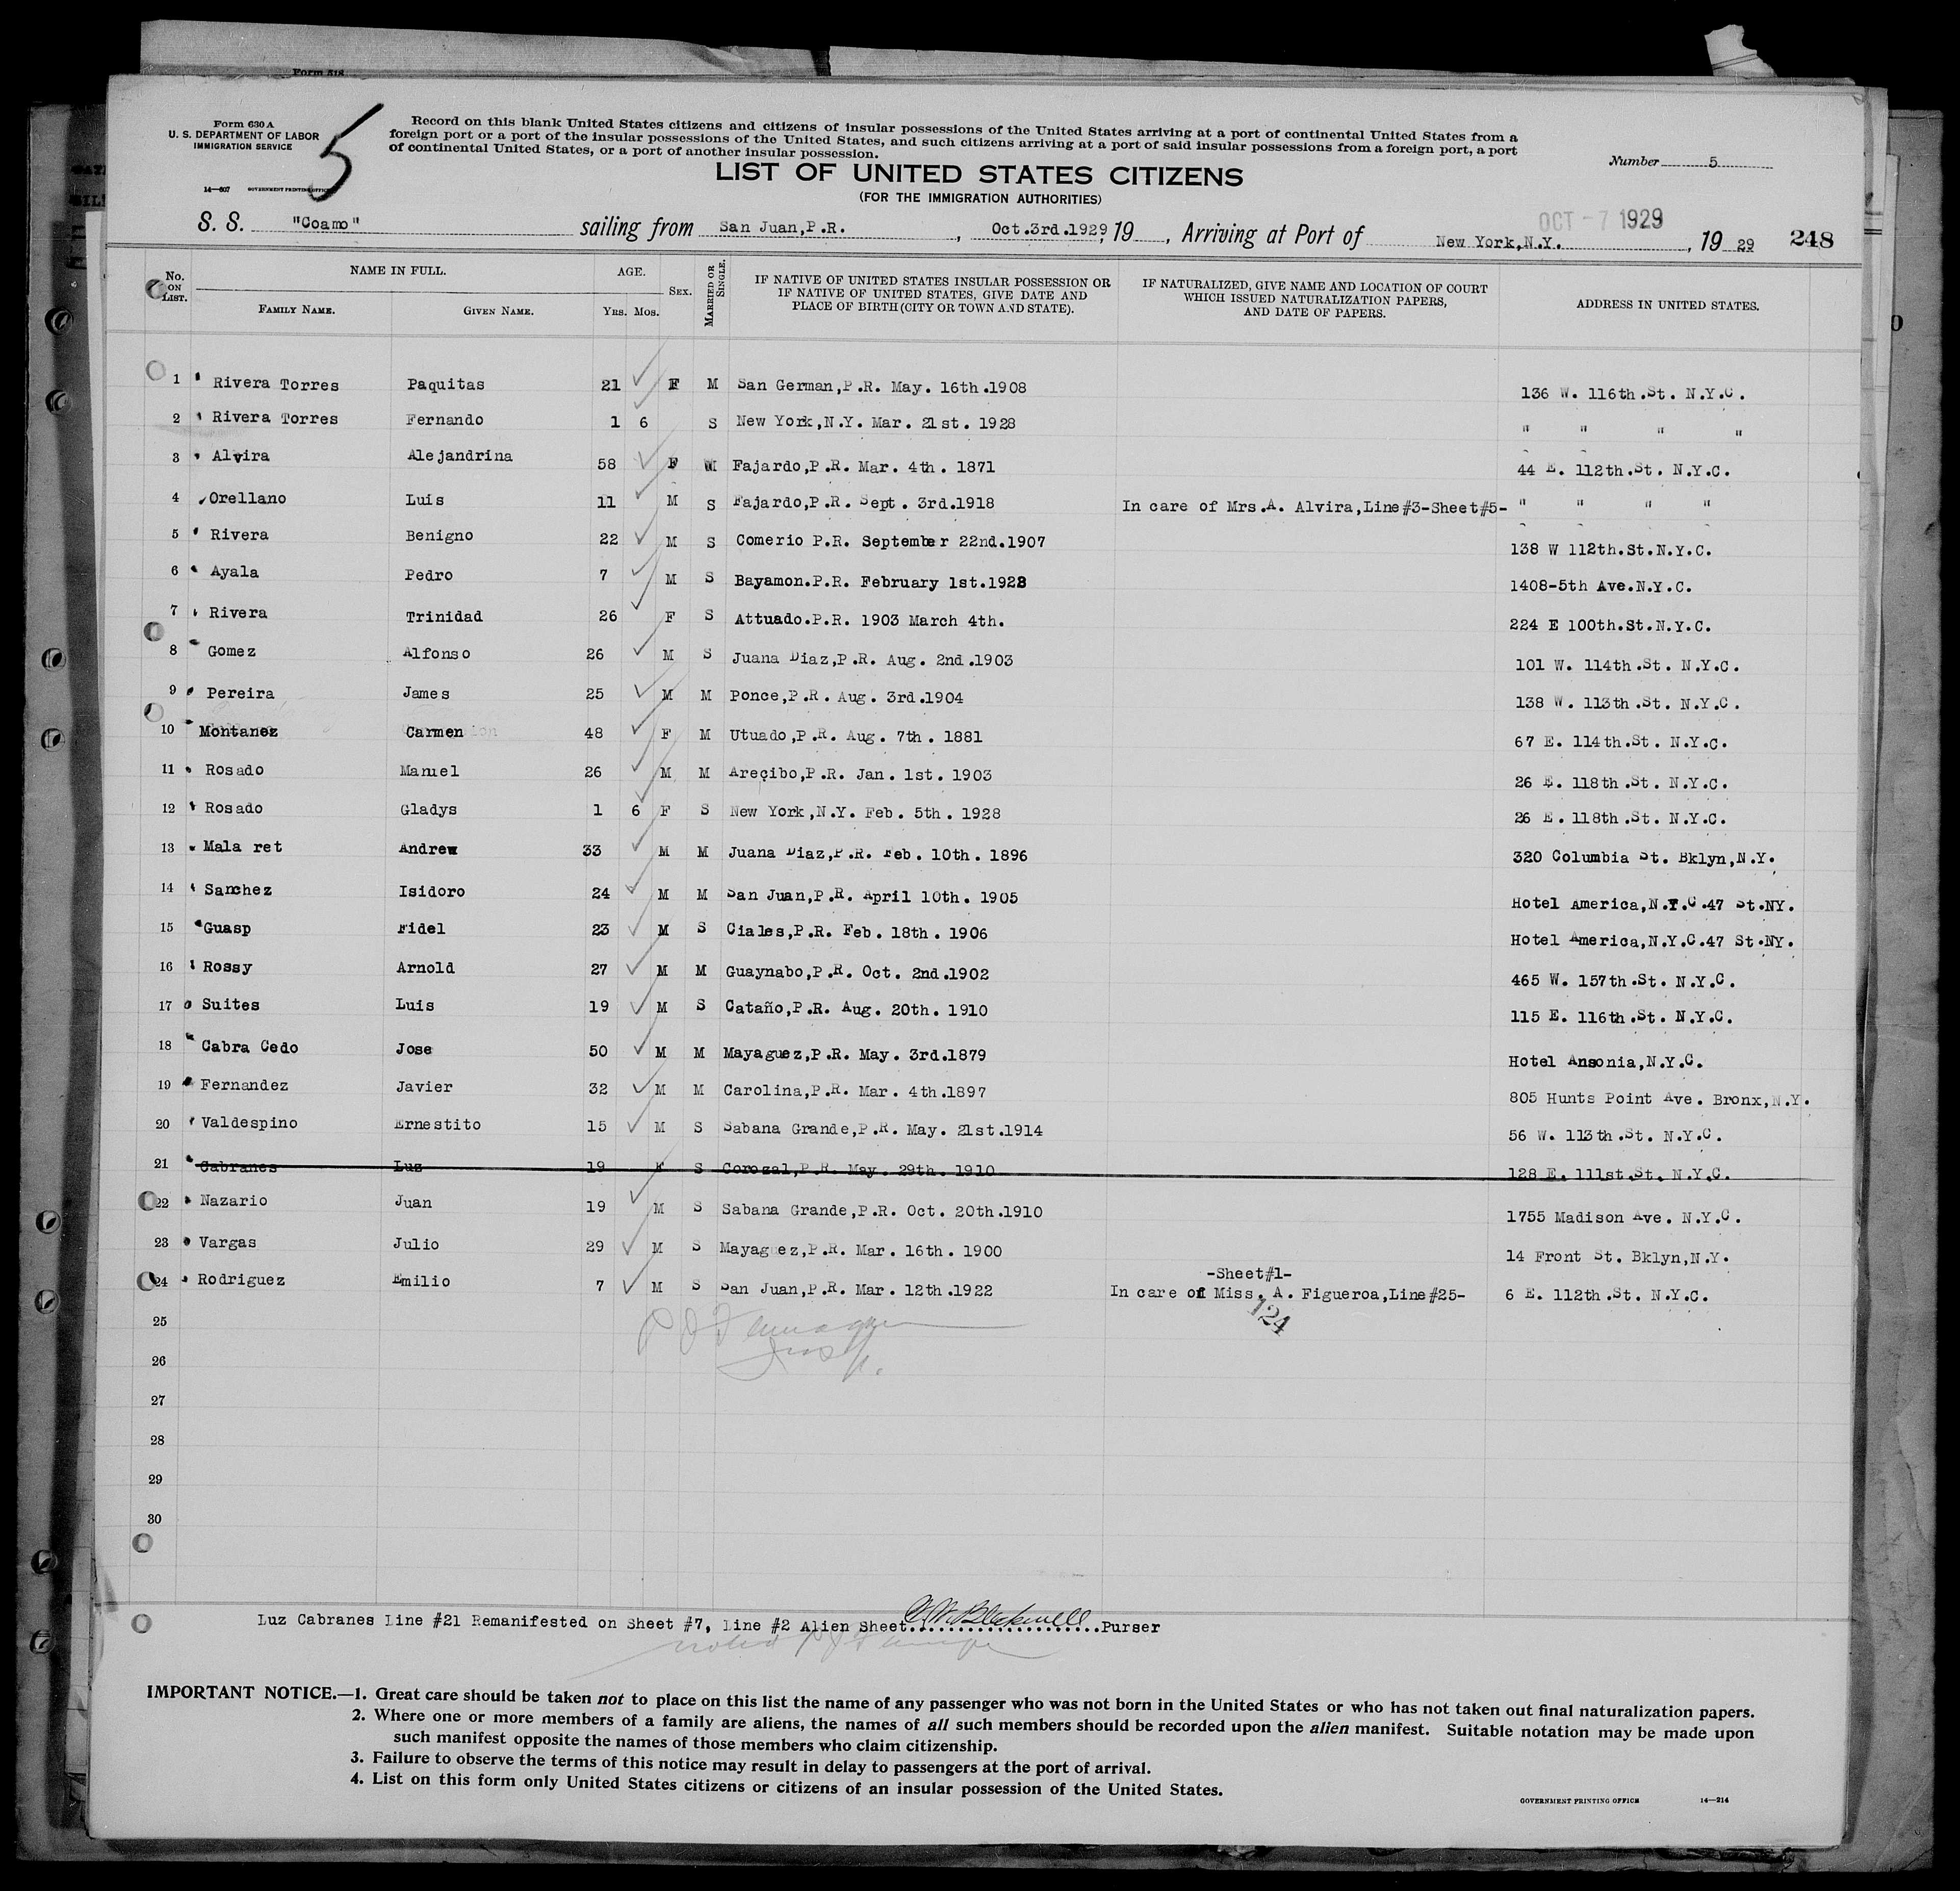 Form 518
Form 630 A
U. S. DEPARTMENT OF LABOR
IMMIGRATION SERVICE
14—607 GOVERNMENT PRINTING OFFICE
5
Record on this blank United States citizens and citizens of insular possessions of the United States arriving at a port of continental United States from a
foreign port or a port of the insular possessions of the United States, and such citizens arriving at a port of said insular possessions from a foreign port, a port
of continental United States, or a port of another insular possession.
Number 5
LIST OF UNITED STATES CITIZENS
(FOR THE IMMIGRATION AUTHORITIES)
OCT - 7 1929
S. S. "Coamo" sailing from San Juan,P.R. , Oct.3rd.1929, 19 , Arriving at Port of New York,N.Y. , 19 29 248
No. ON LIST. NAME IN FULL. FAMILY NAME. GIVEN NAME. AGE. YRS. MOS. SEX. MARRIED OR SINGLE. IF NATIVE OF UNITED STATES INSULAR POSSESSION OR IF NATIVE OF UNITED STATES, GIVE DATE AND PLACE OF BIRTH (CITY OR TOWN AND STATE). IF NATURALIZED, GIVE NAME AND LOCATION OF COURT WHICH ISSUED NATURALIZATION PAPERS, AND DATE OF PAPERS. ADDRESS IN UNITED STATES.
1 Rivera Torres Paquitas 21 F M San German,P.R. May. 16th.1908 136 W. 116th.St. N.Y.C.
2 Rivera Torres Fernando 1 6 S New York,N.Y. Mar. 21st. 1928 " " " "
3 Alvira Alejandrina 58 F Fajardo,P.R. Mar. 4th. 1871 44 E. 112th.St. N.Y.C.
4 Orellano Luis 11 M S Fajardo,P.R. Sept. 3rd.1918 In care of Mrs.A. Alvira,Line#3-Sheet#5- " " " "
5 Rivera Benigno 22 M S Comerio P.R. September 22nd.1907 138 W 112th.St.N.Y.C.
6 Ayala Pedro 7 M S Bayamon.P.R. February 1st.1928 1408-5th Ave.N.Y.C.
7 Rivera Trinidad 26 F S Attuado.P.R. 1903 March 4th. 224 E 100th.St.N.Y.C.
8 Gomez Alfonso 26 M S Juana Diaz,P.R. Aug. 2nd.1903 101 W. 114th.St. N.Y.C.
9 Pereira James 25 M M Ponce,P.R. Aug. 3rd.1904 138 W. 113th.St. N.Y.C.
10 Montanez Carmen 48 F M Utuado,P.R. Aug. 7th. 1881 67 E. 114th.St. N.Y.C.
11 Rosado Manuel 26 M M Arecibo,P.R. Jan. 1st. 1903 26 E. 118th.St. N.Y.C.
12 Rosado Gladys 1 6 F S New York,N.Y. Feb. 5th. 1928 26 E. 118th.St. N.Y.C.
13 Mala ret Andrew 33 M M Juana Diaz,P.R. Feb. 10th. 1896 320 Columbia St. Bklyn,N.Y.
14 Sanchez Isidoro 24 M M San Juan,P.R. April 10th. 1905 Hotel America,N.Y.C.47 St.NY.
15 Guasp Fidel 23 M S Ciales,P.R. Feb. 18th. 1906 Hotel America,N.Y.C.47 St.NY.
16 Rossy Arnold 27 M M Guaynabo,P.R. Oct. 2nd.1902 465 W. 157th.St. N.Y.C.
17 Suites Luis 19 M S Cataño,P.R. Aug. 20th. 1910 115 E. 116th.St. N.Y.C.
18 Cabra Cedo Jose 50 M M Mayaguez,P.R. May. 3rd.1879 Hotel Ansonia,N.Y.C.
19 Fernandez Javier 32 M M Carolina,P.R. Mar. 4th.1897 805 Hunts Point Ave. Bronx,N.Y.
20 Valdespino Ernestito 15 M S Sabana Grande,P.R. May. 21st.1914 56 W. 113th.St. N.Y.C.
21 Cabranes Luz 19 F S Corozal,P.R. May. 29th. 1910 128 E. 111st.St. N.Y.C.
22 Nazario Juan 19 M S Sabana Grande,P.R. Oct. 20th.1910 1755 Madison Ave. N.Y.C.
23 Vargas Julio 29 M S Mayaguez,P.R. Mar. 16th. 1900 14 Front St. Bklyn,N.Y.
-Sheet#1-
24 Rodriguez Emilio 7 M S San Juan,P.R. Mar. 12th.1922 In care of Miss. A. Figueroa,Line#25- 6 E. 112th.St. N.Y.C.
124
25
26
27
28
29
30
Luz Cabranes Line #21 Remanifested on Sheet #7, Line #2 Alien Sheet....................Purser
IMPORTANT NOTICE.—1. Great care should be taken not to place on this list the name of any passenger who was not born in the United States or who has not taken out final naturalization papers.
2. Where one or more members of a family are aliens, the names of all such members should be recorded upon the alien manifest. Suitable notation may be made upon
such manifest opposite the names of those members who claim citizenship.
3. Failure to observe the terms of this notice may result in delay to passengers at the port of arrival.
4. List on this form only United States citizens or citizens of an insular possession of the United States.
GOVERNMENT PRINTING OFFICE 14—214